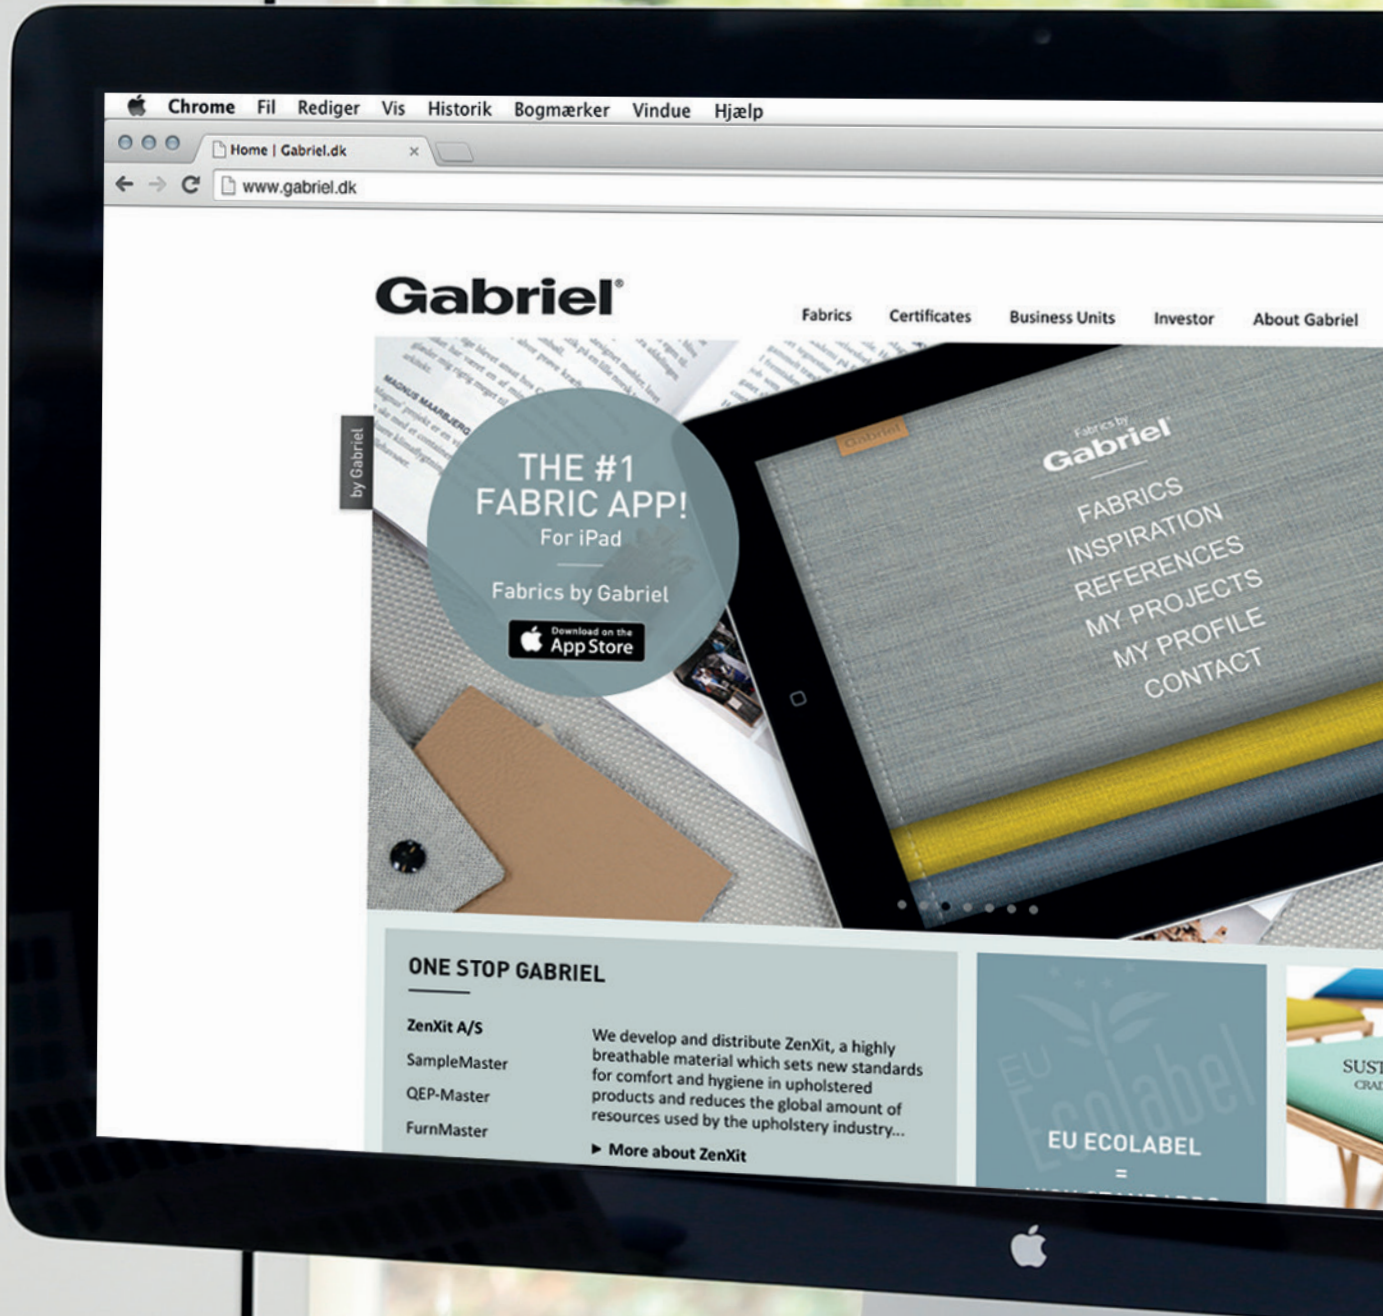 Chrome Fil Rediger Vis Historik Bogmærker Vindue Hjælp
Home | Gabriel.dk
www.gabriel.dk
Gabriel®
Fabrics Certificates Business Units Investor About Gabriel
by Gabriel
MAGNUS MAARBJERG
THE #1
FABRIC APP!
For iPad
Fabrics by Gabriel
Download on the
App Store
Gabriel
Fabrics by
Gabriel
FABRICS
INSPIRATION
REFERENCES
MY PROJECTS
MY PROFILE
CONTACT
ONE STOP GABRIEL
ZenXit A/S
SampleMaster
QEP-Master
FurnMaster
We develop and distribute ZenXit, a highly
breathable material which sets new standards
for comfort and hygiene in upholstered
products and reduces the global amount of
resources used by the upholstery industry...
► More about ZenXit
EU
Ecolabel
EU ECOLABEL
=
SUST
CRAD